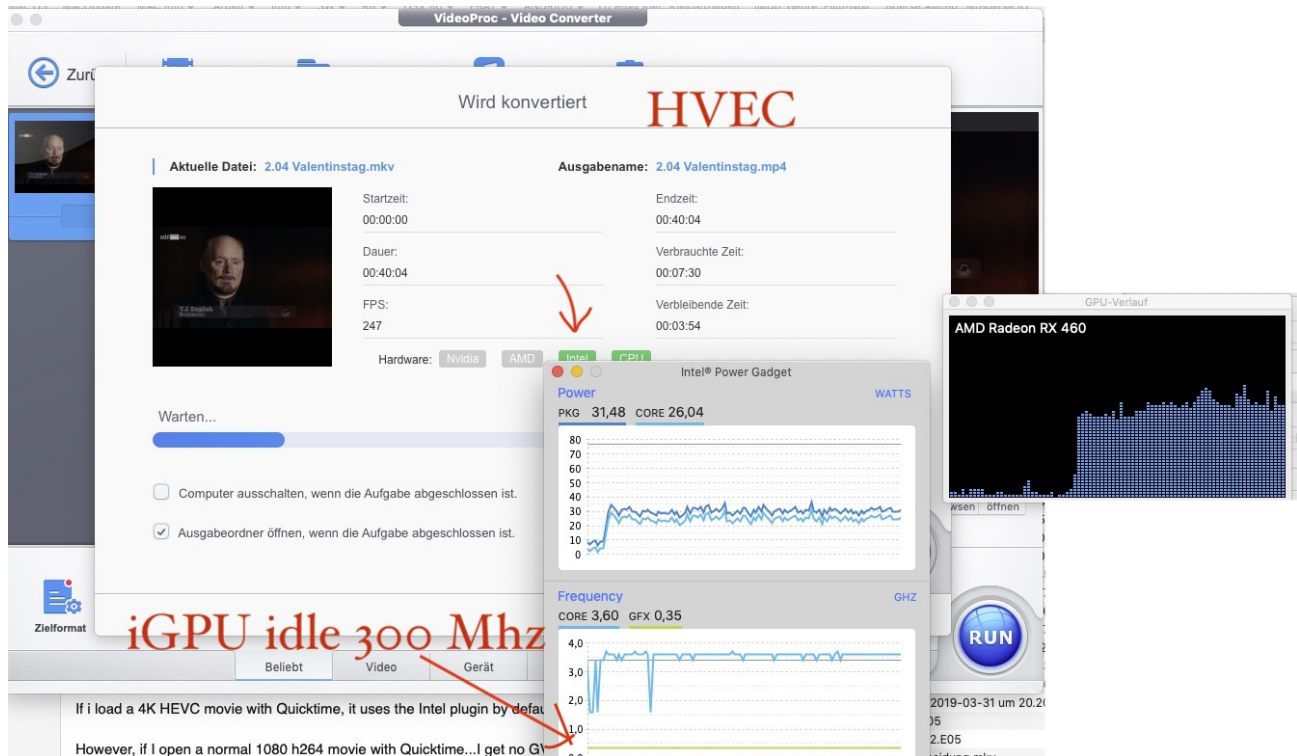 VideoProc - Video Converter
Wird konvertiert
HVEC
Aktuelle Datei: 2.04 Valentinstag.mkv
Ausgabename: 2.04 Valentinstag.mp4
Startzeit:
00:00:00
Endzeit:
00:40:04
Dauer:
00:40:04
Verbrauchte Zeit:
00:07:30
FPS:
247
Verbleibende Zeit:
00:03:54
Hardware: Nvidia AMD Intel CPU
T.J. English
Warten...
Computer ausschalten, wenn die Aufgabe abgeschlossen ist.
Ausgabeordner öffnen, wenn die Aufgabe abgeschlossen ist.
Zielformat
iGPU idle 300 Mhz
Beliebt Video Gerät
RUN
GPU-Verlauf
AMD Radeon RX 460
öffnen
Intel® Power Gadget
Power WATTS
PKG 31,48 CORE 26,04
80
70
60
50
40
30
20
10
0
Frequency GHZ
CORE 3,60 GFX 0,35
4,0
3,0
2,0
1,0
2019-03-31 um 20.2
2.E05
If i load a 4K HEVC movie with Quicktime, it uses the Intel plugin by
However, if I open a normal 1080 h264 movie with Quicktime...I get no